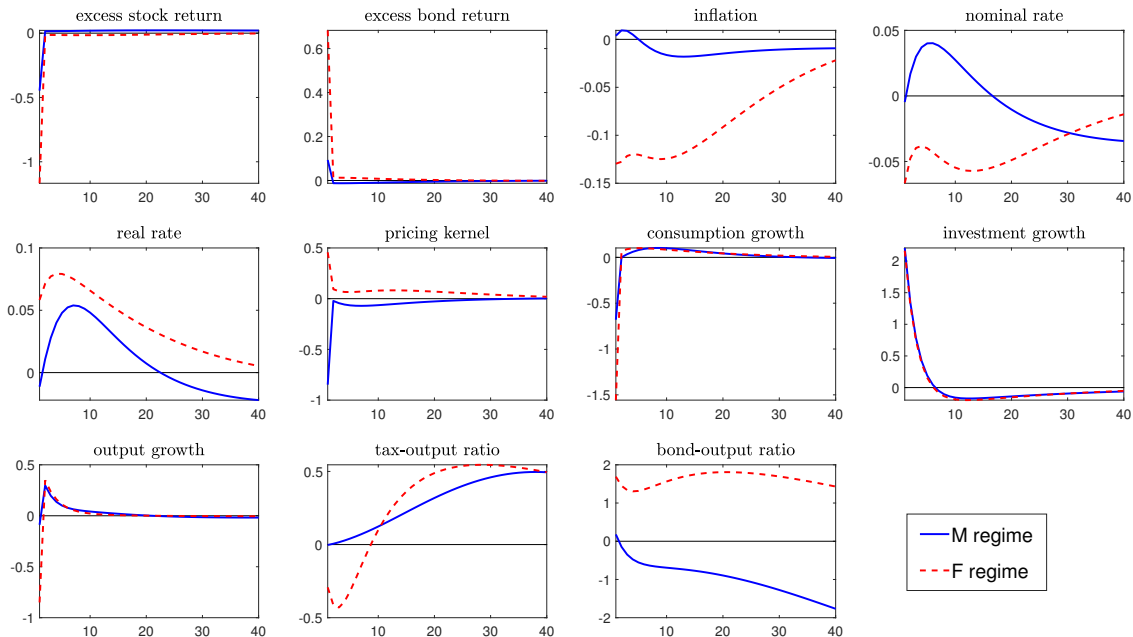 excess stock return
0
-0.5
-1
10 20 30 40
excess bond return
0.6
0.4
0.2
0
10 20 30 40
inflation
0
-0.05
-0.1
-0.15
10 20 30 40
nominal rate
0.05
0
-0.05
10 20 30 40
real rate
0.1
0.05
0
10 20 30 40
pricing kernel
0.5
0
-0.5
-1
10 20 30 40
consumption growth
0
-0.5
-1
-1.5
10 20 30 40
investment growth
2
1.5
1
0.5
0
10 20 30 40
output growth
0.5
0
-0.5
-1
10 20 30 40
tax-output ratio
0.5
0
-0.5
10 20 30 40
bond-output ratio
2
1
0
-1
-2
10 20 30 40
M regime
F regime